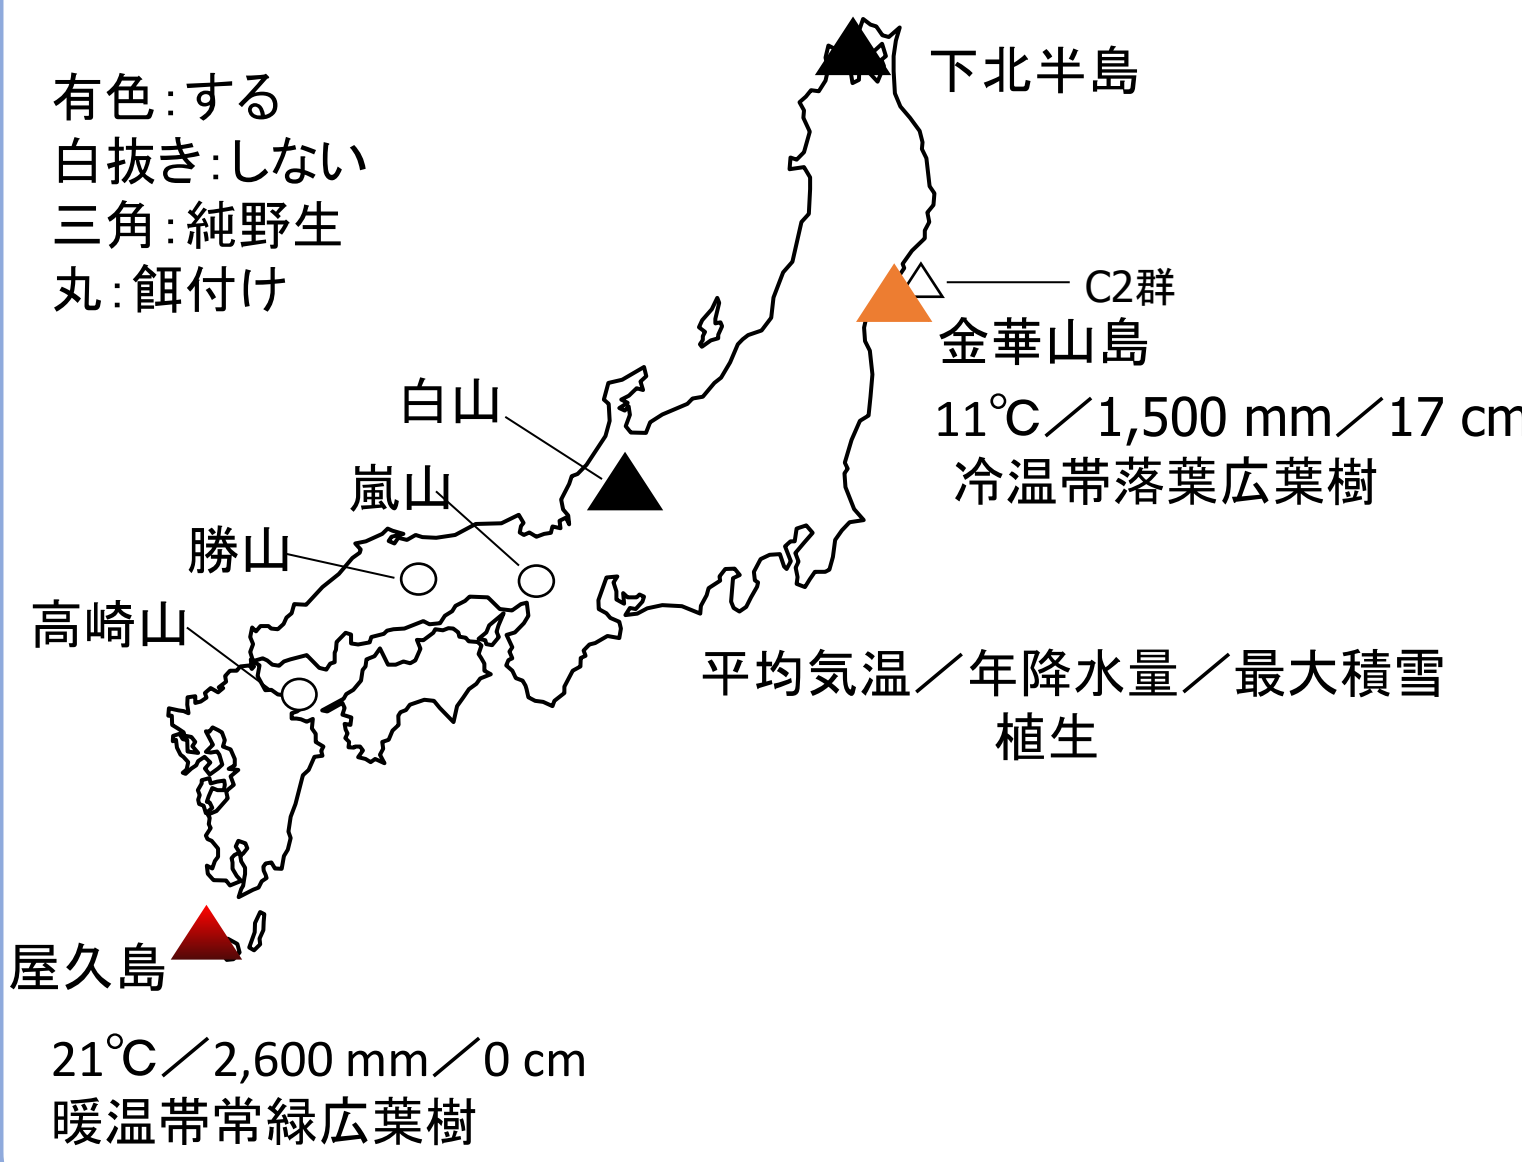 有色：する
白抜き：しない
三角：純野生
丸：餌付け
下北半島
C2群
金華山島
11℃／1,500 mm／17 cm
冷温帯落葉広葉樹
白山
嵐山
勝山
高崎山
平均気温／年降水量／最大積雪
植生
屋久島
21℃／2,600 mm／0 cm
暖温帯常緑広葉樹